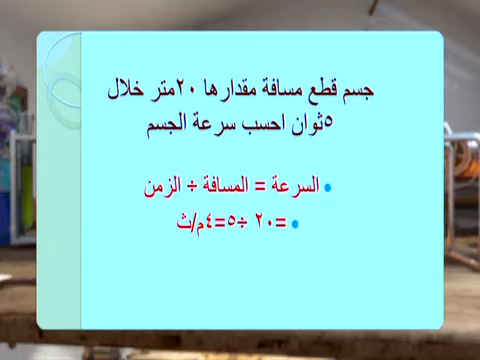 جسم قطع مسافة مقدارها ٢٠متر خلال
٥ثوان احسب سرعة الجسم
السرعة = المسافة ÷ الزمن
=٢٠ ÷٥=٤م/ث